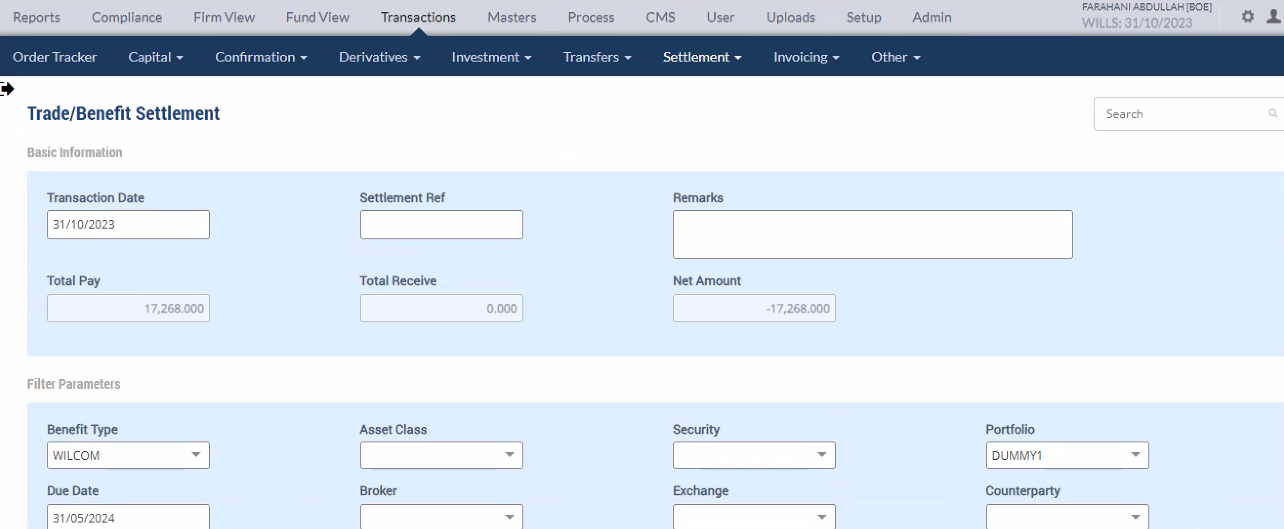 Reports Compliance Firm View Fund View Transactions Masters Process CMS User Uploads Setup Admin FARAHANI ABDULLAH [BOE]
WILLS: 31/10/2023
Order Tracker Capital Confirmation Derivatives Investment Transfers Settlement Invoicing Other
Trade/Benefit Settlement Search
Basic Information
Transaction Date Settlement Ref Remarks
31/10/2023
Total Pay Total Receive Net Amount
17,268.000 0.000 -17,268.000
Filter Parameters
Benefit Type Asset Class Security Portfolio
WILCOM DUMMY1
Due Date Broker Exchange Counterparty
31/05/2024